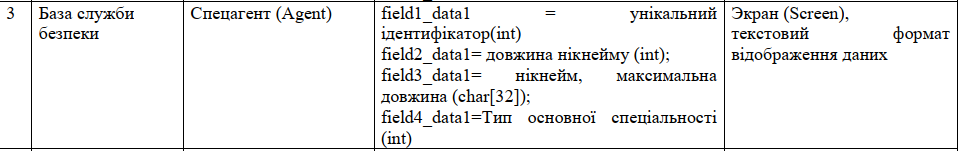 3
База служби
безпеки
Спецагент (Agent)
field1_data1 = унікальний
ідентифікатор(int)
field2_data1= довжина нікнейму (int);
field3_data1= нікнейм, максимальна
довжина (char[32]);
field4_data1=Тип основної спеціальності
(int)
Экран (Screen),
текстовий формат
відображення даних